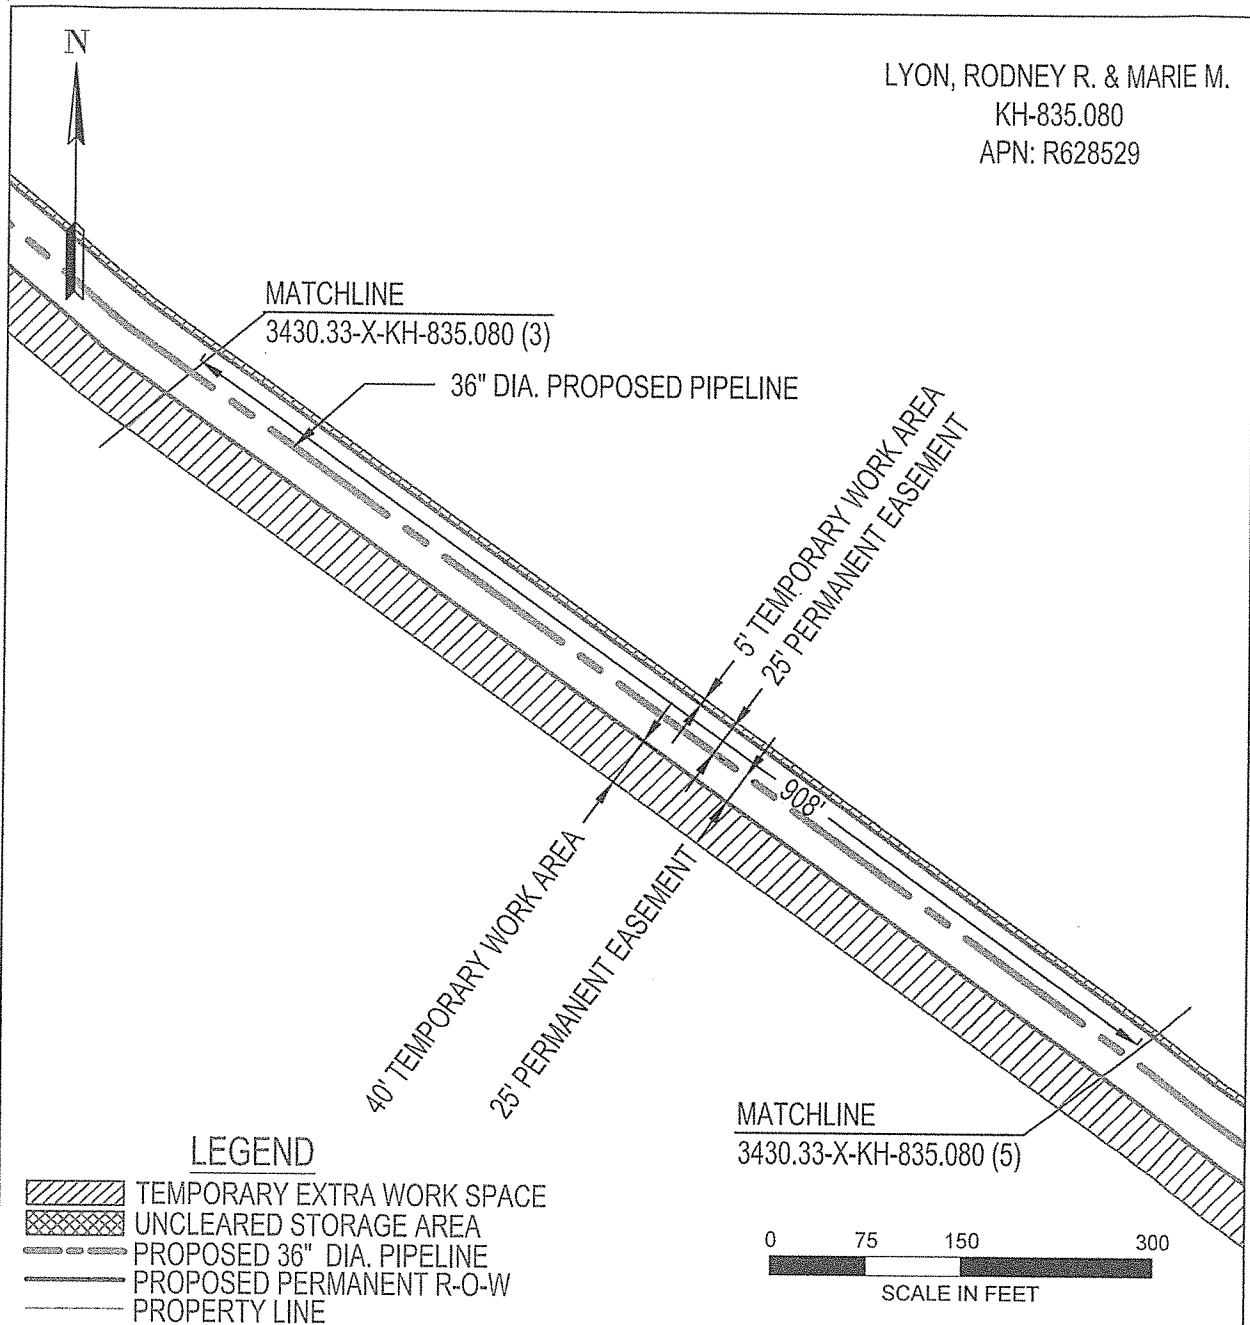 N
LYON, RODNEY R. & MARIE M.
KH-835.080
APN: R628529
MATCHLINE
3430.33-X-KH-835.080 (3)
36" DIA. PROPOSED PIPELINE
5' TEMPORARY WORK AREA
25' PERMANENT EASEMENT
908'
40' TEMPORARY WORK AREA
25' PERMANENT EASEMENT
MATCHLINE
3430.33-X-KH-835.080 (5)
LEGEND
TEMPORARY EXTRA WORK SPACE
UNCLEARED STORAGE AREA
PROPOSED 36" DIA. PIPELINE
PROPOSED PERMANENT R-O-W
PROPERTY LINE
0 75 150 300
SCALE IN FEET